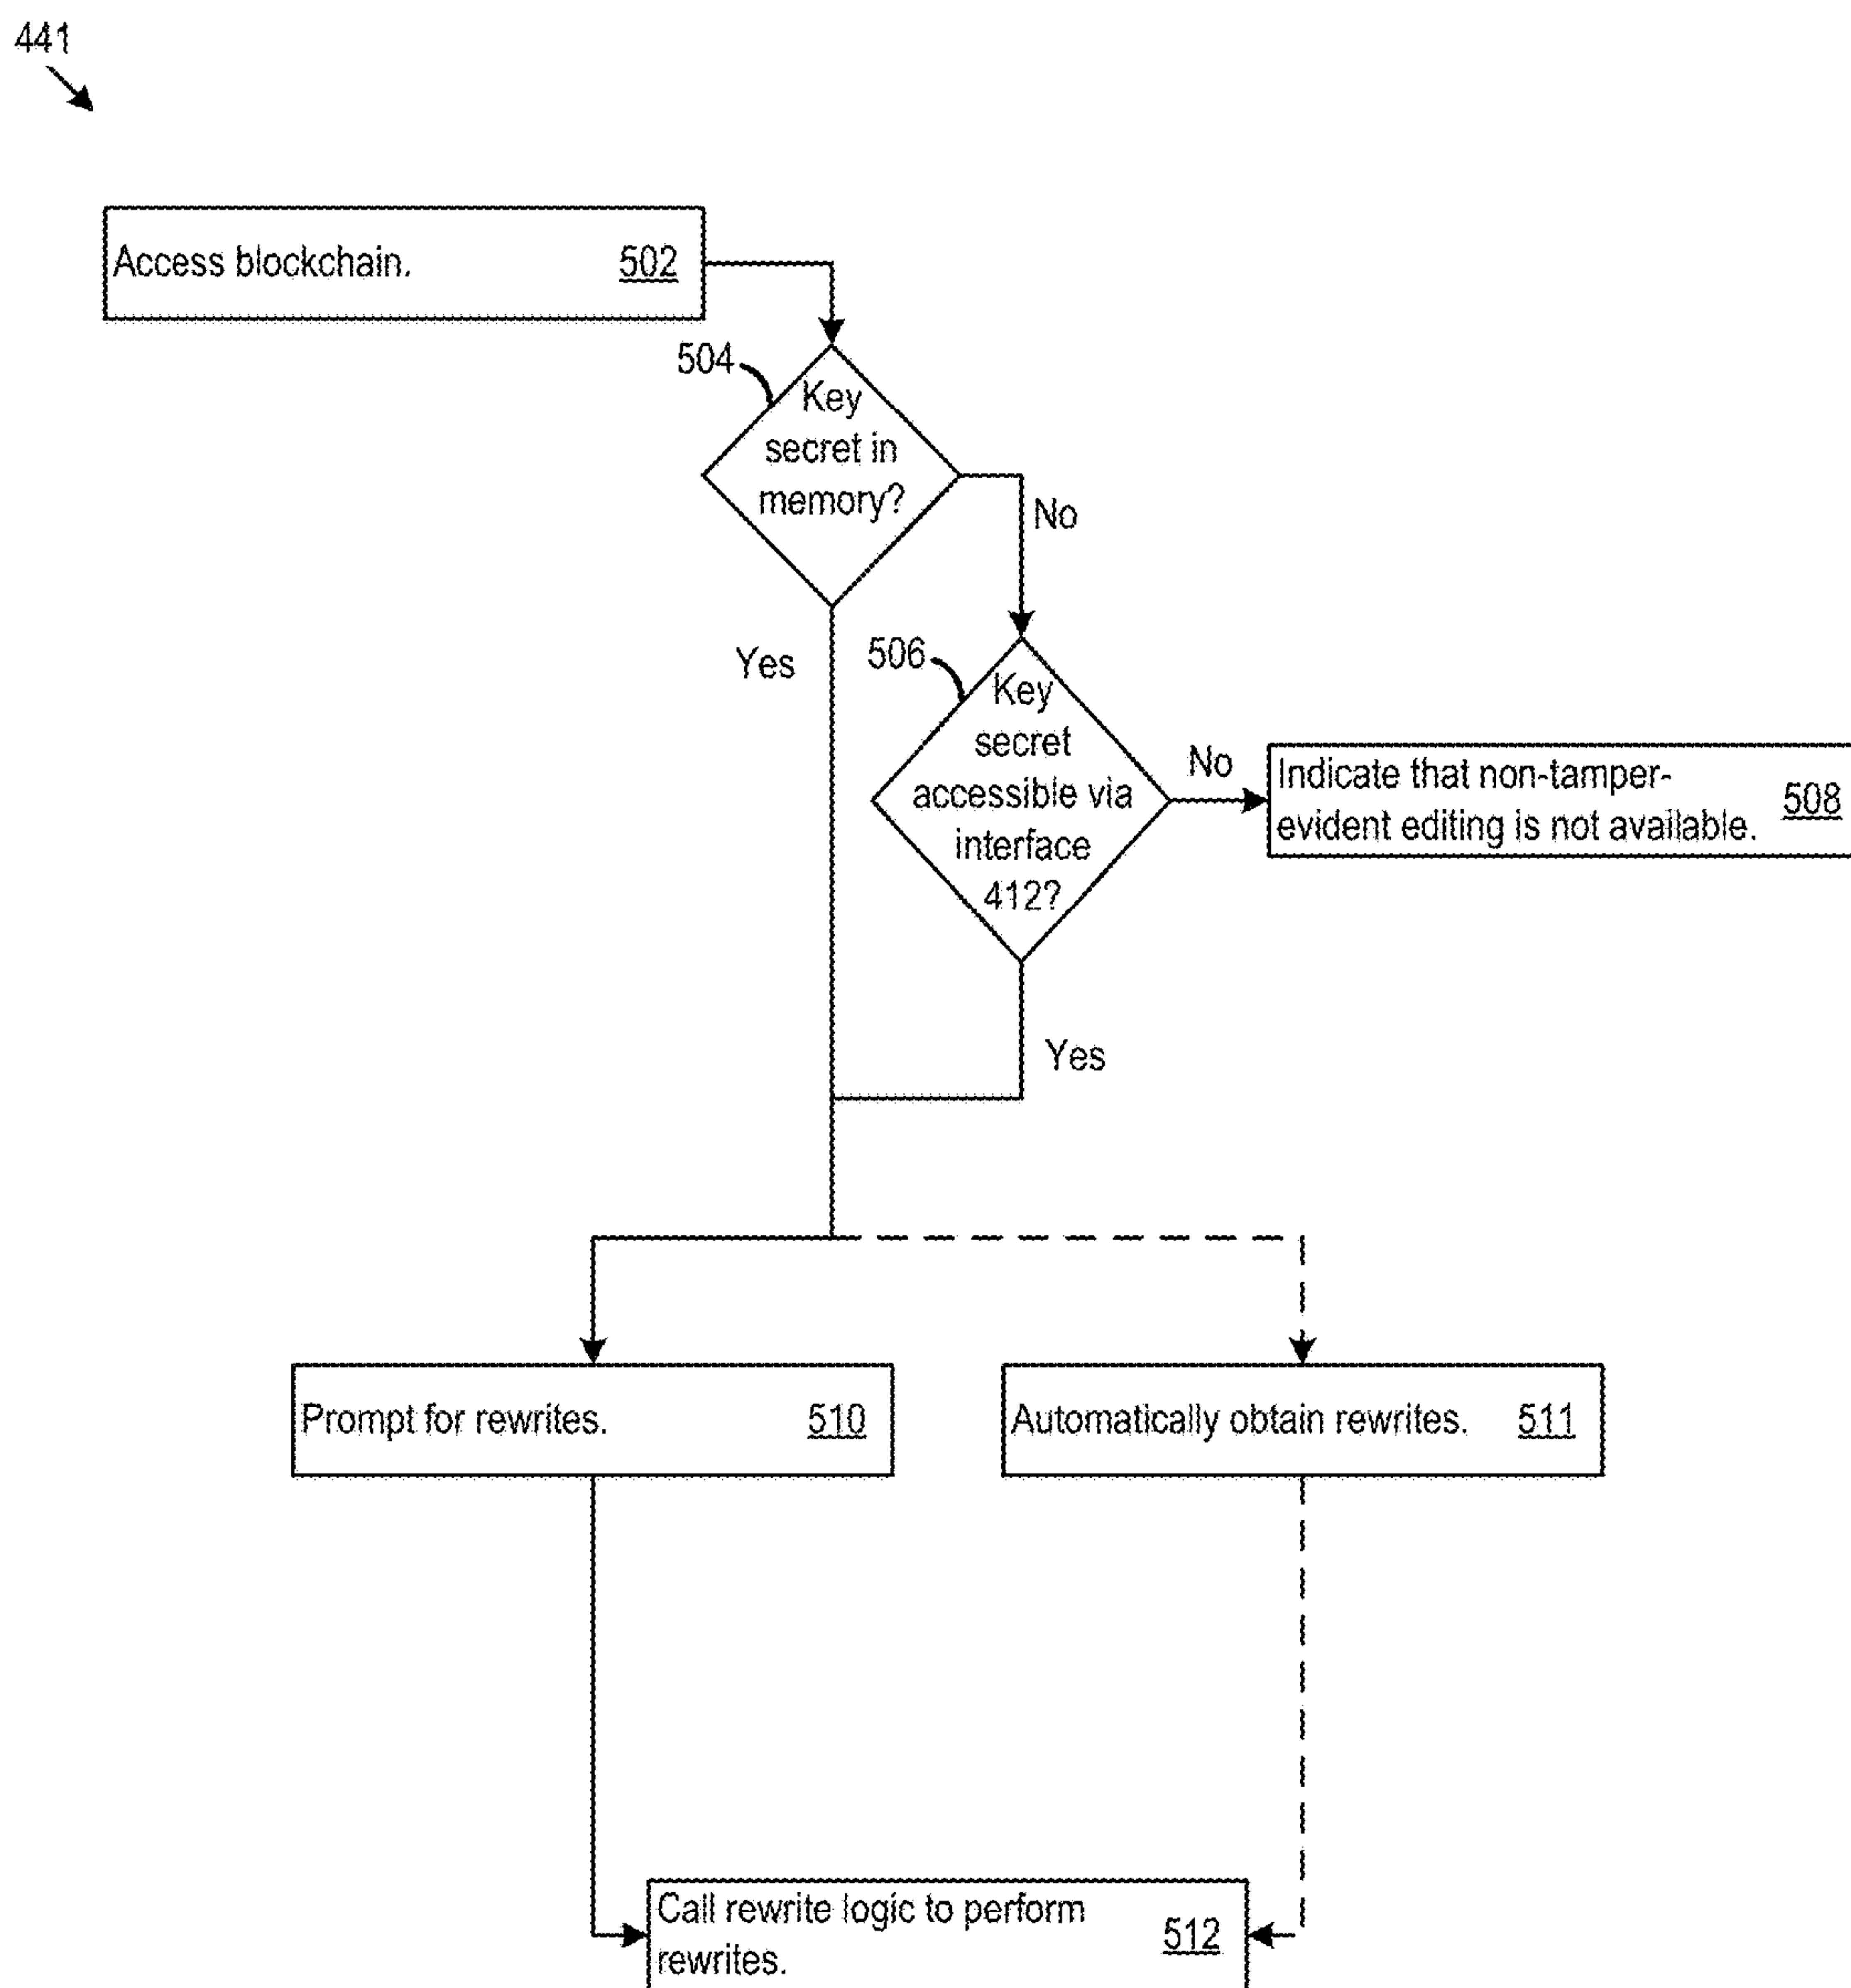 441
Access blockchain. 502
504
Key
secret in
memory?
No
Yes
506
Key
secret
accessible via
interface
412?
No
Indicate that non-tamper-
evident editing is not available. 508
Yes
Prompt for rewrites. 510
Automatically obtain rewrites. 511
Call rewrite logic to perform
rewrites. 512